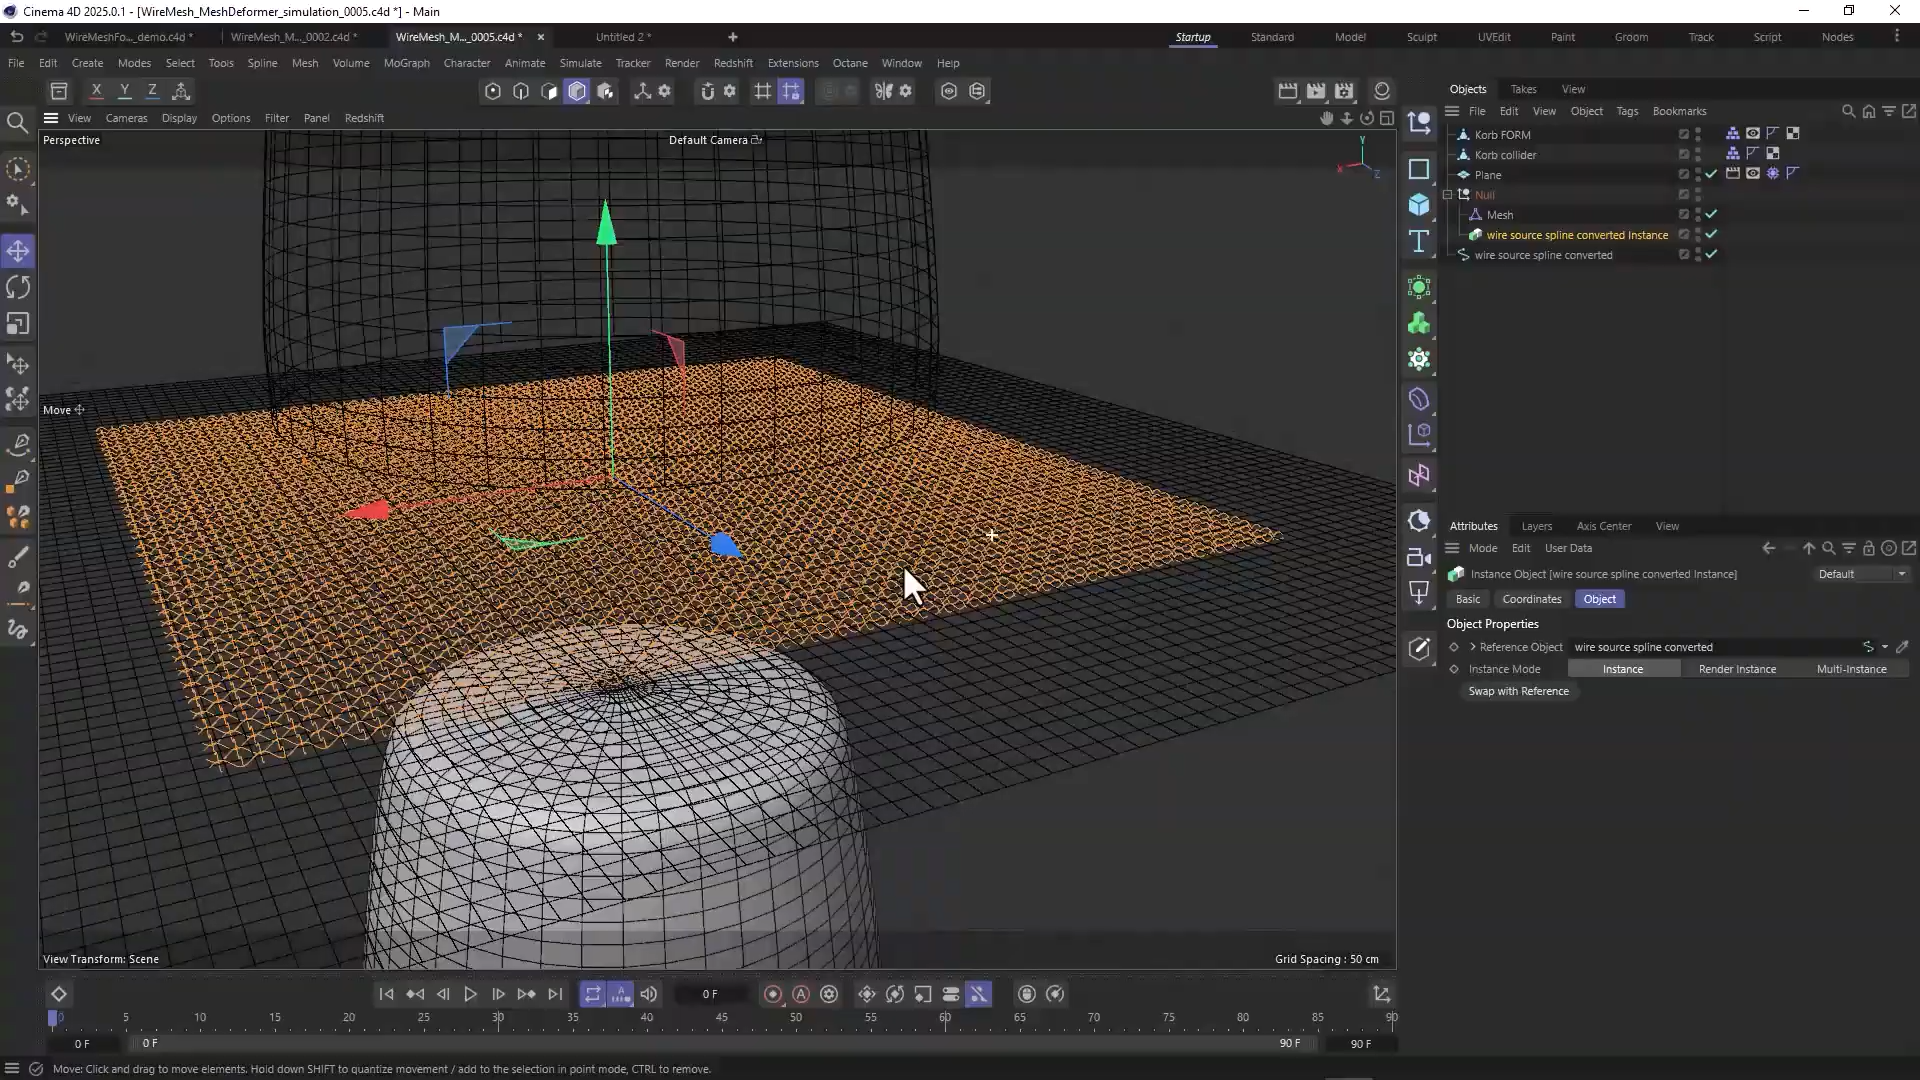 Cinema 4D 2025.0.1 - [WireMesh_MeshDeformer_simulation_0005.c4d *] - Main
WireMeshFo..._demo.c4d *
WireMesh_M..._0002.c4d *
WireMesh_M..._0005.c4d *
Untitled 2 *
Startup Standard Model Sculpt UVEdit Paint Groom Track Script Nodes
File Edit Create Modes Select Tools Spline Mesh Volume MoGraph Character Animate Simulate Tracker Render Redshift Extensions Octane Window Help
X Y Z
View Cameras Display Options Filter Panel Redshift
Perspective
Default Camera
Y
X
Z
Move
View Transform: Scene
Grid Spacing : 50 cm
Objects Takes View
File Edit View Object Tags Bookmarks
Korb FORM
Korb collider
Plane
Null
Mesh
wire source spline converted Instance
wire source spline converted
Attributes Layers Axis Center View
Mode Edit User Data
Instance Object [wire source spline converted Instance]
Default
Basic Coordinates Object
Object Properties
Reference Object wire source spline converted
Instance Mode Instance Render Instance Multi-Instance
Swap with Reference
0 F
0 5 10 15 20 25 30 35 40 45 50 55 60 65 70 75 80 85 90
0 F 0 F 90 F 90 F
Move: Click and drag to move elements. Hold down SHIFT to quantize movement / add to the selection in point mode, CTRL to remove.